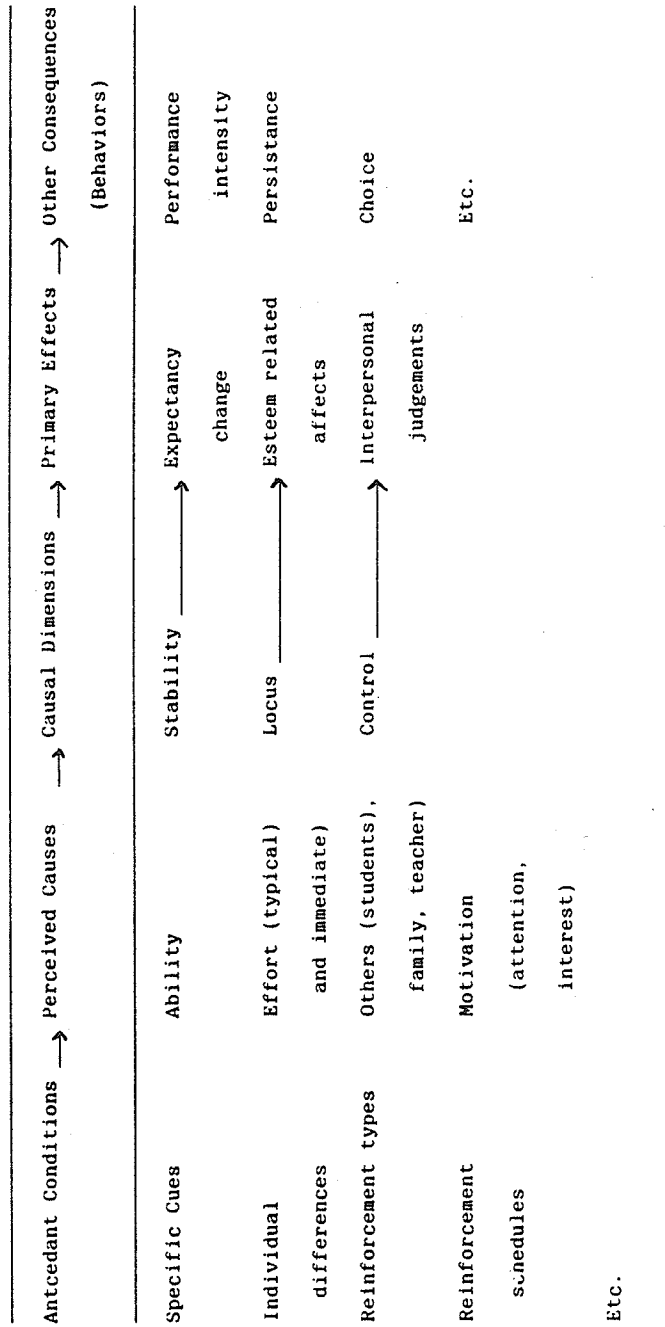 Antcedant Conditions → Perceived Causes → Causal Dimensions → Primary Effects → Other Consequences
(Behaviors)
Specific Cues Ability Stability → Expectancy Performance
change intensity
Individual Effort (typical) Locus → Esteem related Persistance
differences and immediate) affects
Reinforcement types Others (students), Control → Interpersonal Choice
family, teacher) judgements
Reinforcement Motivation Etc.
schedules (attention,
interest)
Etc.